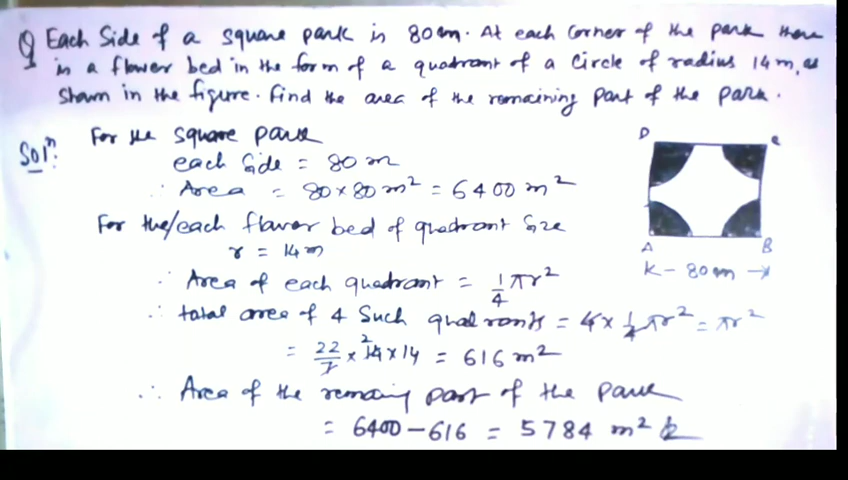 Q Each Side of a square park is 80m. At each corner of the park there
is a flower bed in the form of a quadrant of a circle of radius 14m, as
shown in the figure. Find the area of the remaining part of the park.
Solⁿ: For the square park
each side = 80 m
∴ Area = 80×80 m² = 6400 m²
For the/each flower bed of quadrant size
r = 14m
∴ Area of each quadrant = 1/4 πr²
∴ total area of 4 such quadrants = 4 × 1/4 πr² = πr²
= 22/7 × 14 × 14 = 616 m²
2
∴ Area of the remaining part of the park
= 6400 − 616 = 5784 m²
D
C
A B
K – 80m →